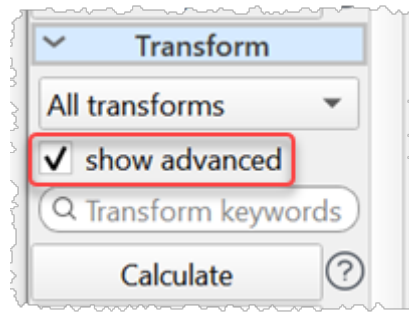 Transform
All transforms
show advanced
Transform keywords
Calculate
?